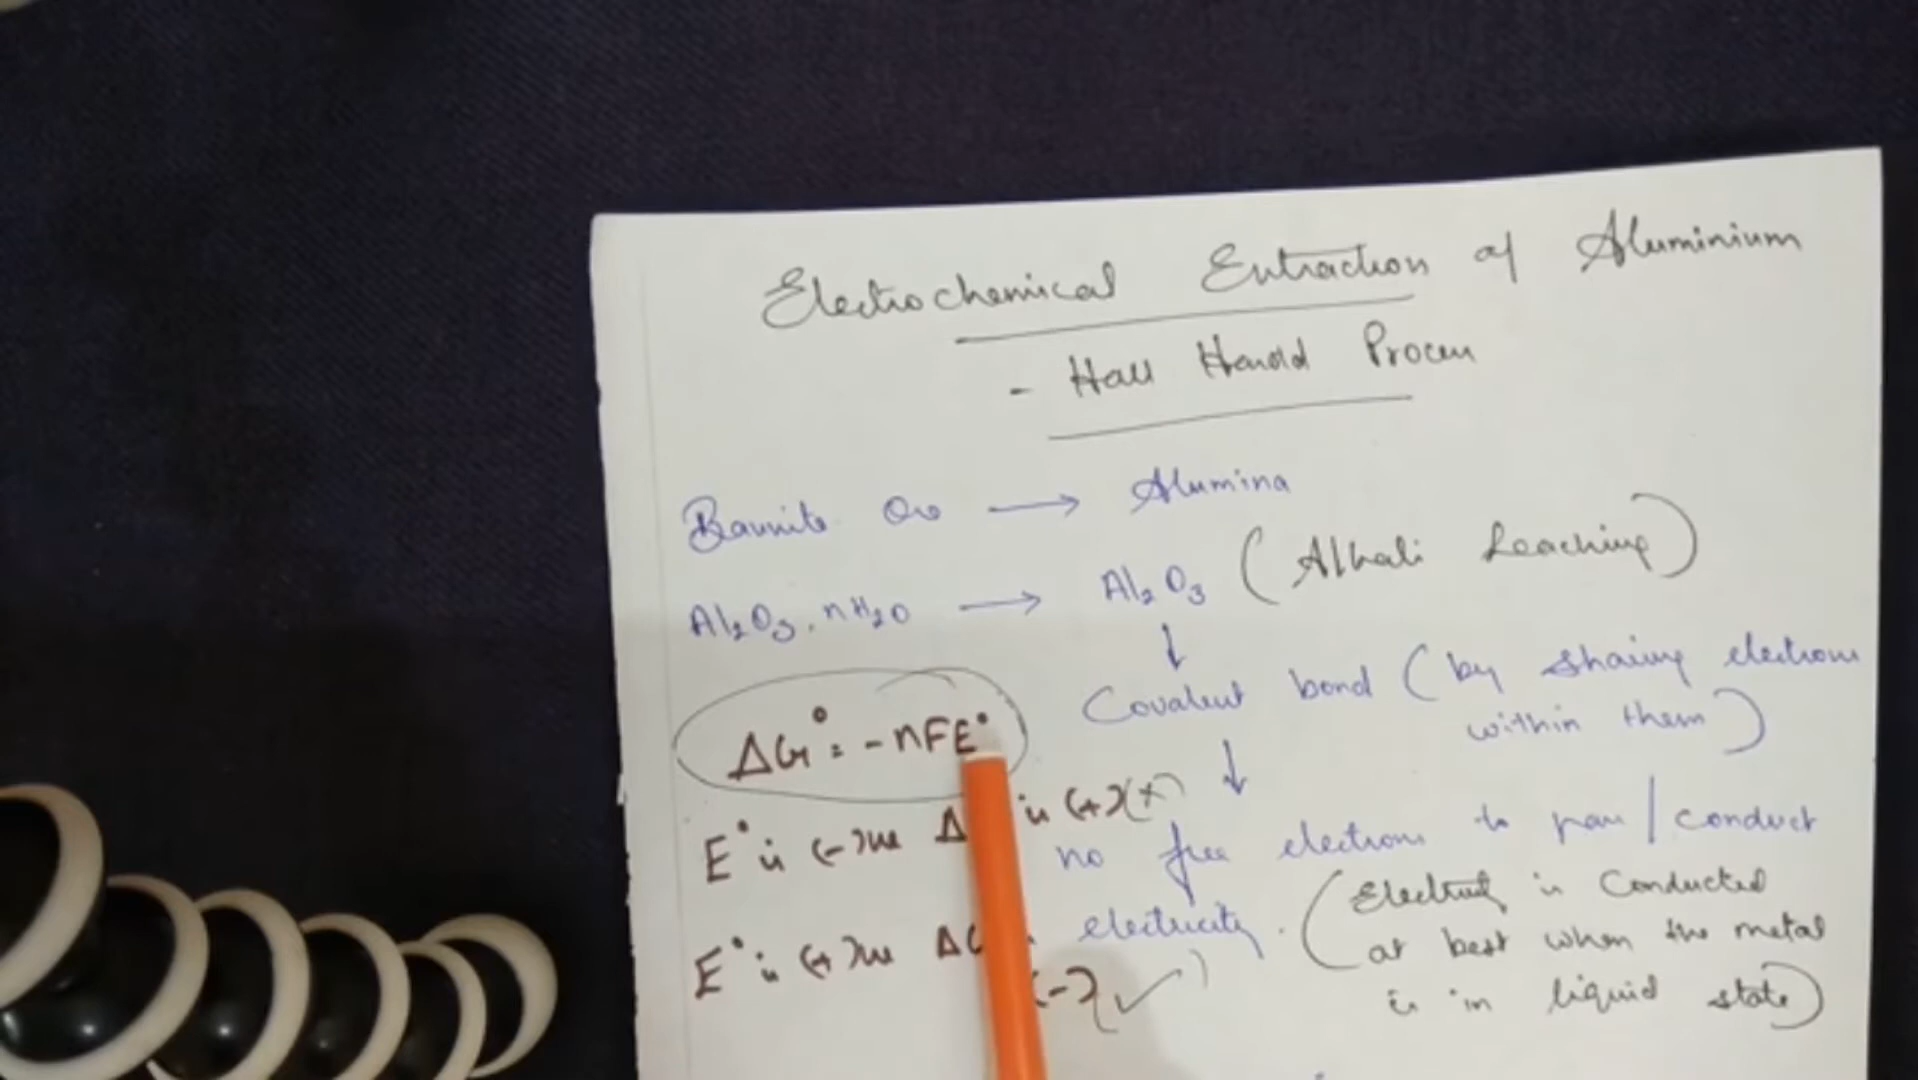 Electrochemical Extraction of Aluminium
- Hall Herold Process
Bauxite Ore → Alumina
Al₂O₃.nH₂O → Al₂O₃ (Alkali Leaching)
↓
Covalent bond (by sharing electrons within them)
↓
no free electrons to pass/conduct electricity.
(Electricity is Conducted at best when the metal is in liquid state)
ΔG° = -nFE°
E° is (-)ve Δ is (+)(×)
E° is (+)ve ΔG (-) ✓